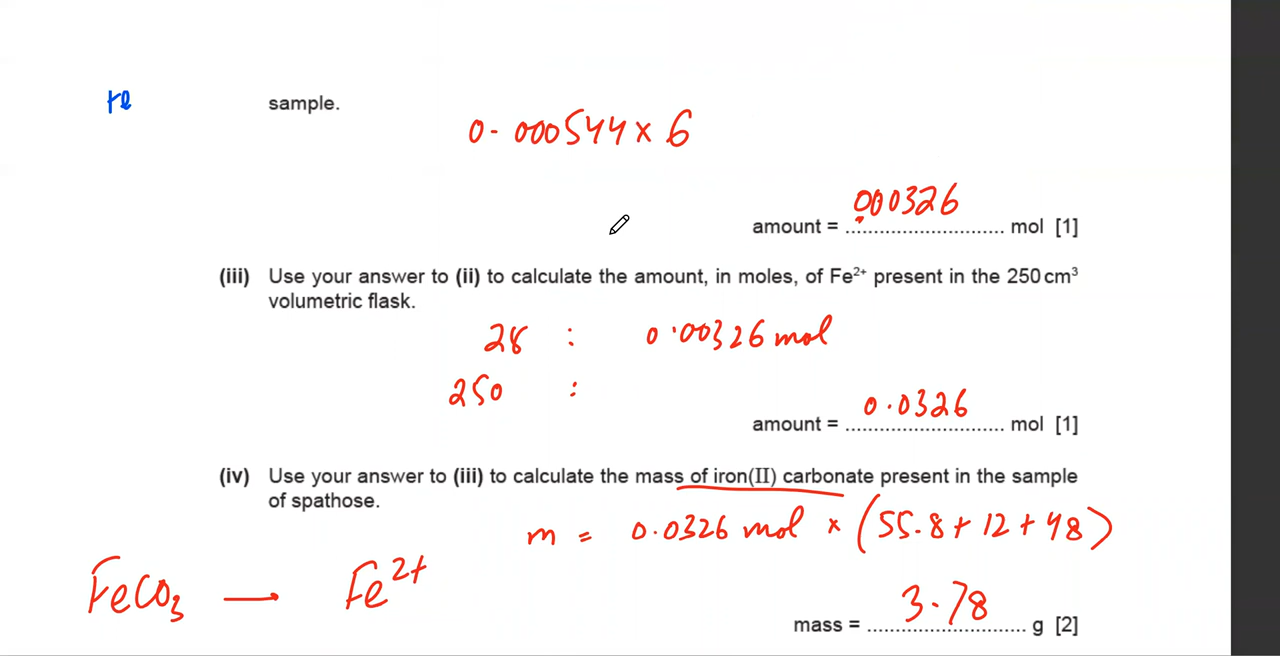 Fe sample.
0.000544 × 6
.000326
amount = .............................. mol [1]
(iii) Use your answer to (ii) to calculate the amount, in moles, of Fe²⁺ present in the 250 cm³
volumetric flask.
28 : 0.00326 mol
250 :
0.0326
amount = .............................. mol [1]
(iv) Use your answer to (iii) to calculate the mass of iron(II) carbonate present in the sample
of spathose.
m = 0.0326 mol × (55.8 + 12 + 48)
FeCO₃ → Fe²⁺
3.78
mass = .............................. g [2]